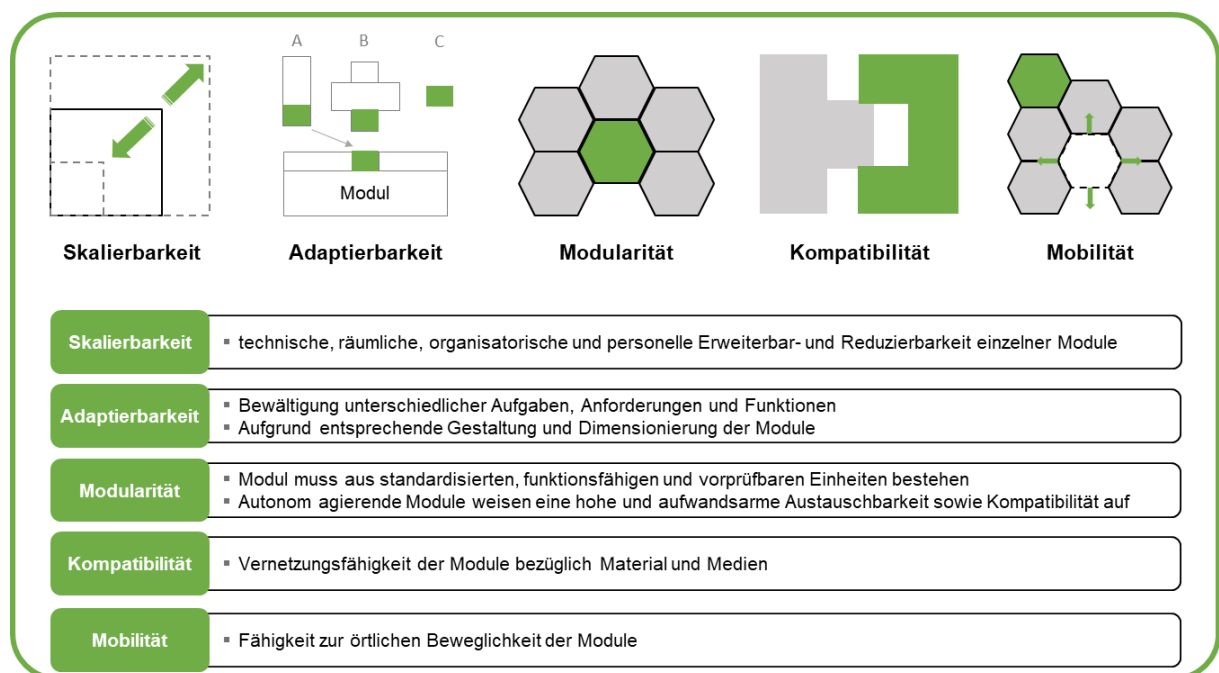 A
B
C
Modul
Skalierbarkeit
Adaptierbarkeit
Modularität
Kompatibilität
Mobilität
Skalierbarkeit
▪ technische, räumliche, organisatorische und personelle Erweiterbar- und Reduzierbarkeit einzelner Module
Adaptierbarkeit
▪ Bewältigung unterschiedlicher Aufgaben, Anforderungen und Funktionen
▪ Aufgrund entsprechende Gestaltung und Dimensionierung der Module
Modularität
▪ Modul muss aus standardisierten, funktionsfähigen und vorprüfbaren Einheiten bestehen
▪ Autonom agierende Module weisen eine hohe und aufwandsarme Austauschbarkeit sowie Kompatibilität auf
Kompatibilität
▪ Vernetzungsfähigkeit der Module bezüglich Material und Medien
Mobilität
▪ Fähigkeit zur örtlichen Beweglichkeit der Module